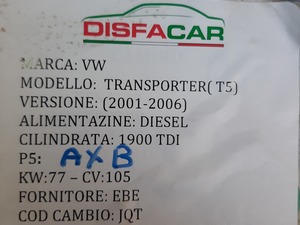 DISFACAR
MARCA: VW
MODELLO: TRANSPORTER( T5)
VERSIONE: (2001-2006)
ALIMENTAZINE: DIESEL
CILINDRATA: 1900 TDI
P5: AXB
KW:77 – CV:105
FORNITORE: EBE
COD CAMBIO: JQT